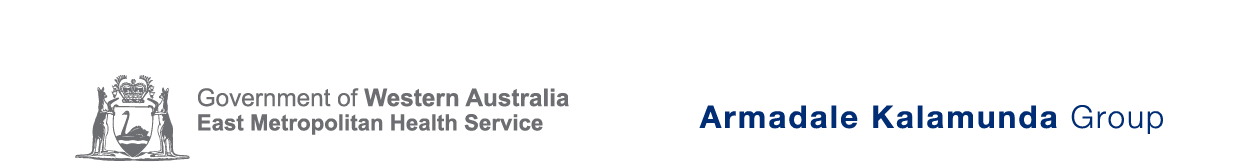 Government of Western Australia
East Metropolitan Health Service
Armadale Kalamunda Group